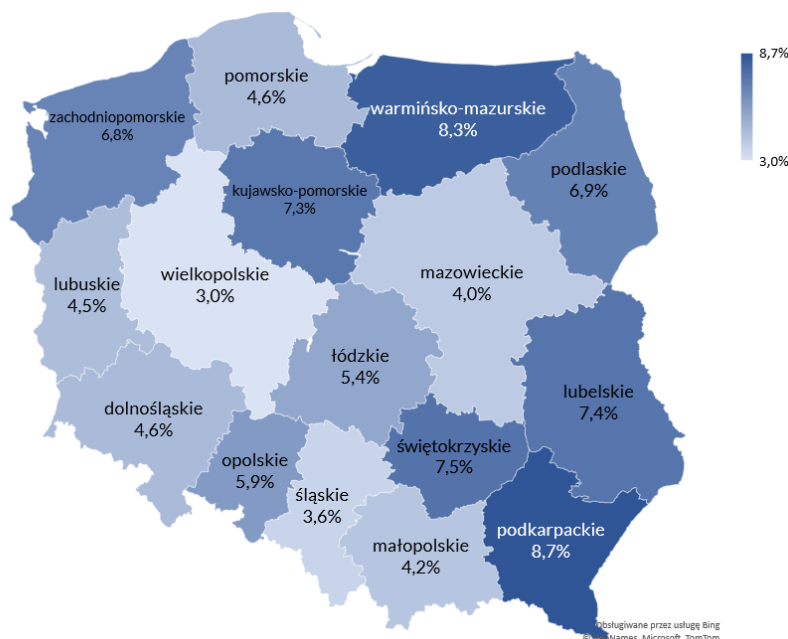 8,7%
3,0%
pomorskie
4,6%
warmińsko-mazurskie
8,3%
zachodniopomorskie
6,8%
podlaskie
6,9%
kujawsko-pomorskie
7,3%
wielkopolskie
3,0%
mazowieckie
4,0%
lubuskie
4,5%
łódzkie
5,4%
lubelskie
7,4%
dolnośląskie
4,6%
świętokrzyskie
7,5%
opolskie
5,9%
śląskie
3,6%
podkarpackie
8,7%
małopolskie
4,2%
Obsługiwane przez usługę Bing
Microsoft, TomTom